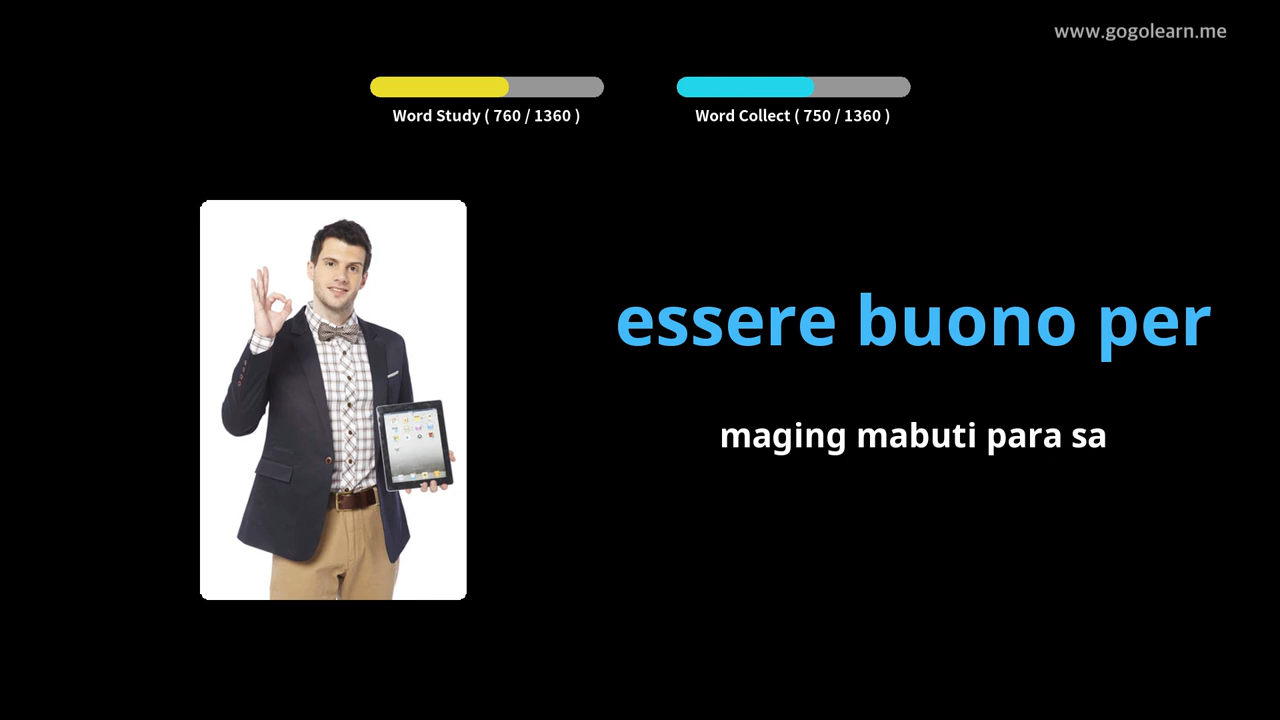 www.gogolearn.me
Word Study ( 760 / 1360 )
Word Collect ( 750 / 1360 )
essere buono per
maging mabuti para sa